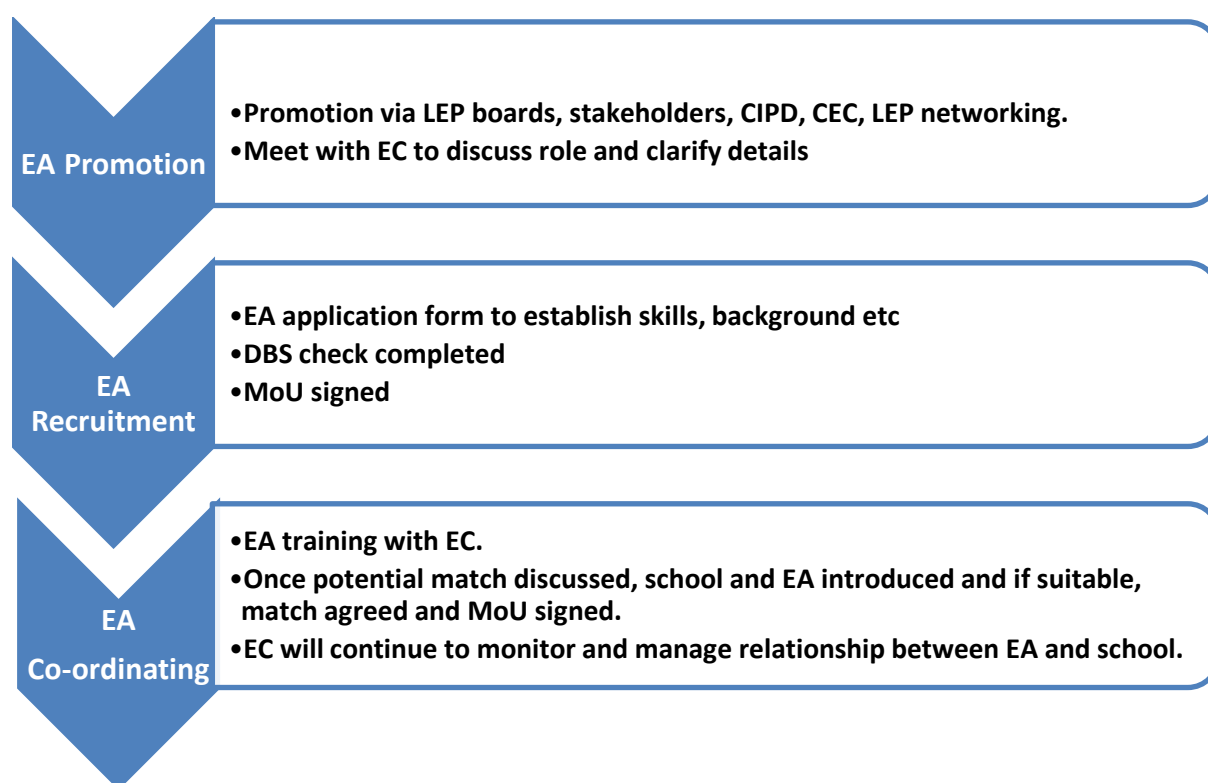 EA Promotion
•Promotion via LEP boards, stakeholders, CIPD, CEC, LEP networking.
•Meet with EC to discuss role and clarify details
EA
Recruitment
•EA application form to establish skills, background etc
•DBS check completed
•MoU signed
EA
Co-ordinating
•EA training with EC.
•Once potential match discussed, school and EA introduced and if suitable,
match agreed and MoU signed.
•EC will continue to monitor and manage relationship between EA and school.